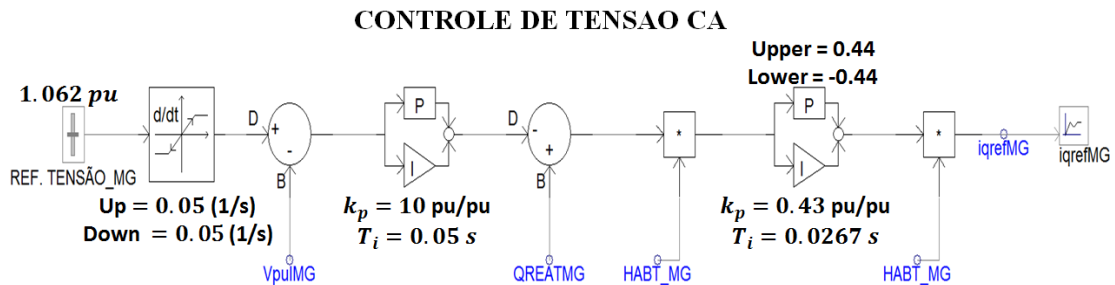 CONTROLE DE TENSAO CA
Upper = 0.44
Lower = -0.44
1.062 pu
d/dt
D
+
-
B
P
I
D
-
+
B
*
P
I
*
REF. TENSÃO_MG
iqrefMG
iqrefMG
Up = 0.05 (1/s)
Down = 0.05 (1/s)
kp = 10 pu/pu
Ti = 0.05 s
kp = 0.43 pu/pu
Ti = 0.0267 s
VpuIMG
QREATMG
HABT_MG
HABT_MG